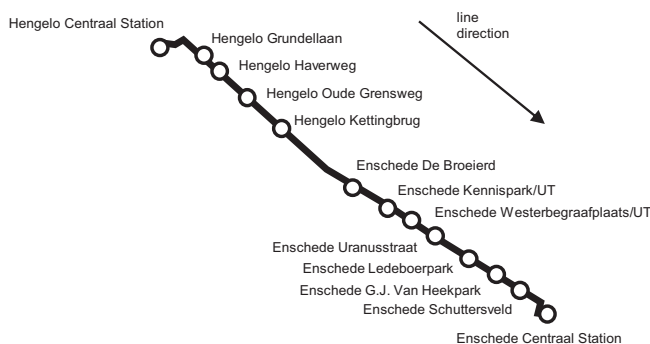 line
direction
Hengelo Centraal Station
Hengelo Grundellaan
Hengelo Haverweg
Hengelo Oude Grensweg
Hengelo Kettingbrug
Enschede De Broeierd
Enschede Kennispark/UT
Enschede Westerbegraafplaats/UT
Enschede Uranusstraat
Enschede Ledeboerpark
Enschede G.J. Van Heekpark
Enschede Schuttersveld
Enschede Centraal Station